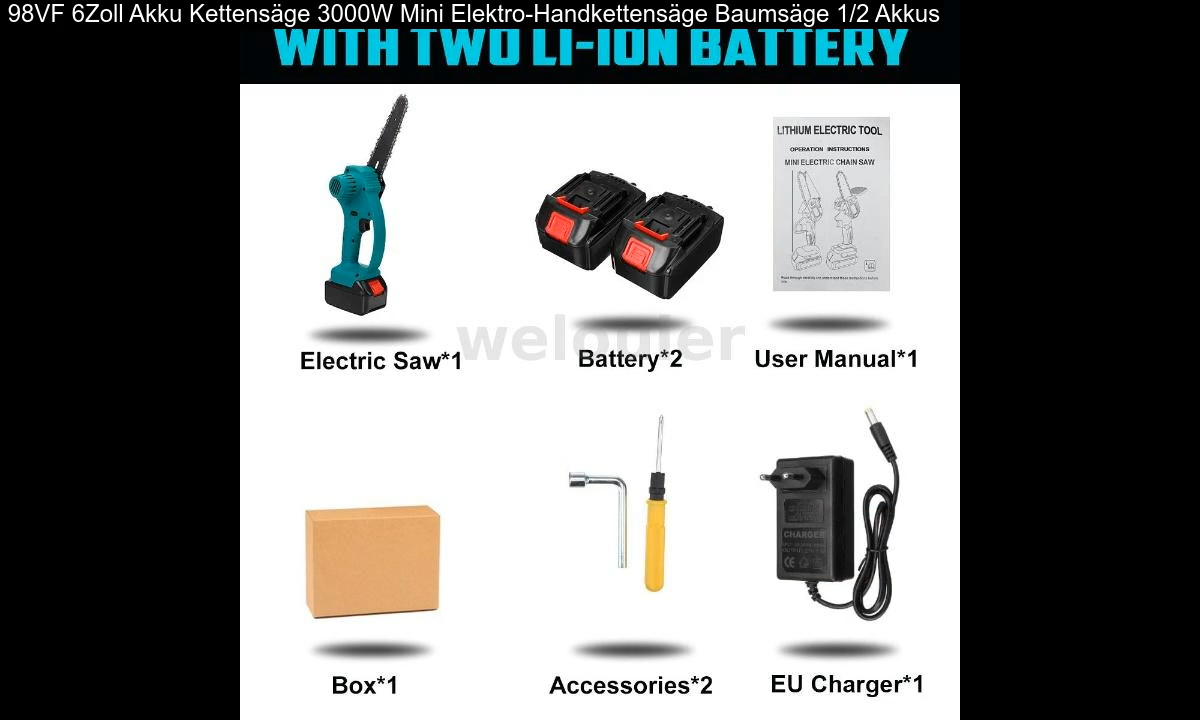 98VF 6Zoll Akku Kettensäge 3000W Mini Elektro-Handkettensäge Baumsäge 1/2 Akkus
WITH TWO LI-ION BATTERY
LITHIUM ELECTRIC TOOL
OPERATION INSTRUCTIONS
MINI ELECTRIC CHAIN SAW
Electric Saw*1
Battery*2
User Manual*1
CHARGER
CE
Box*1
Accessories*2
EU Charger*1